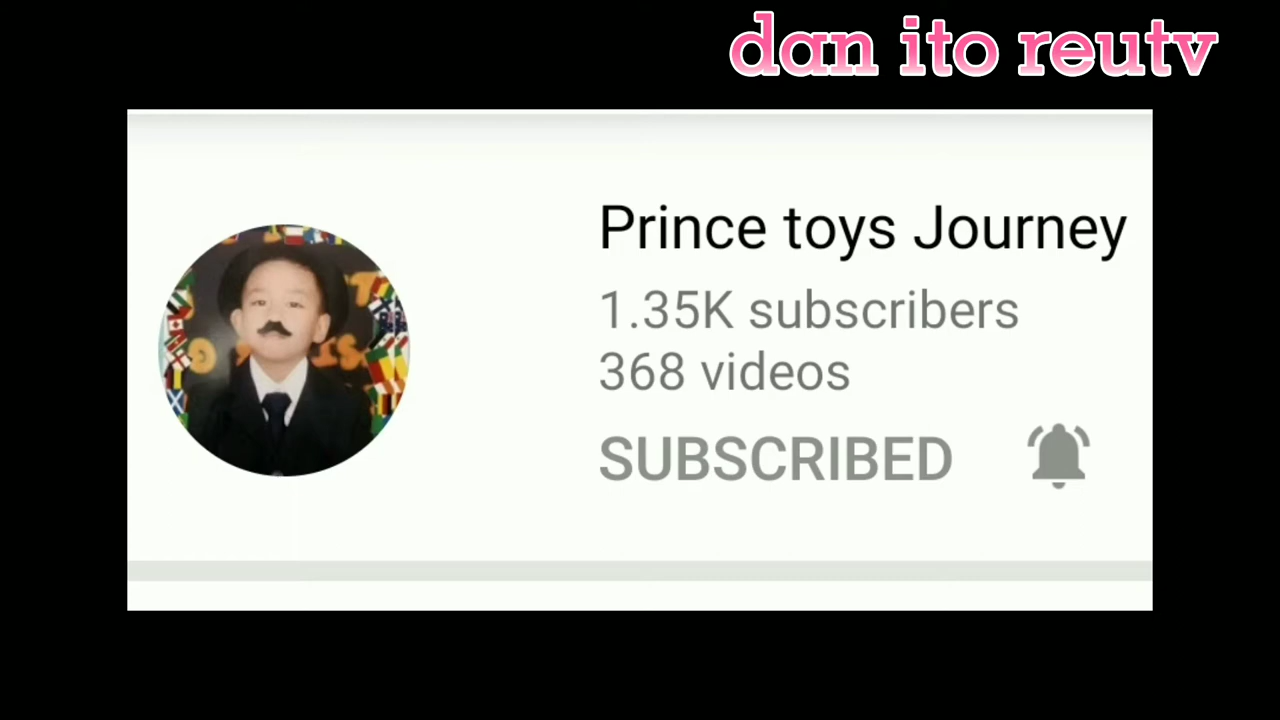 dan ito reutv
Prince toys Journey
1.35K subscribers
368 videos
SUBSCRIBED